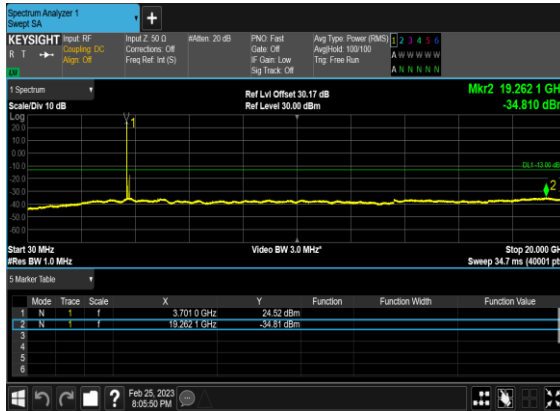 Spectrum Analyzer 1
Swept SA
KEYSIGHT
R T
Input: RF
Coupling: DC
Align: Off
Input Z: 50 Ω
Corrections: Off
Freq Ref: Int (S)
#Atten: 20 dB
PNO: Fast
Gate: Off
IF Gain: Low
Sig Track: Off
Avg Type: Power (RMS)
Avg|Hold: 100/100
Trig: Free Run
1 2 3 4 5 6
A W W W W W
A N N N N N
1 Spectrum
Scale/Div 10 dB
Ref Lvl Offset 30.17 dB
Ref Level 30.00 dBm
Mkr2 19.262 1 GHz
-34.810 dBm
Log
20.0
10.0
0.00
-10.0
-20.0
-30.0
-40.0
-50.0
-60.0
1
DL1 -13.00 dBm
2
Start 30 MHz
#Res BW 1.0 MHz
Video BW 3.0 MHz*
Stop 20.000 GH
Sweep 34.7 ms (40001 pts
5 Marker Table
Mode Trace Scale X Y Function Function Width Function Value
1 N 1 f 3.701 0 GHz 24.52 dBm
2 N 1 f 19.262 1 GHz -34.81 dBm
3
4
5
6
Feb 25, 2023
8:05:50 PM